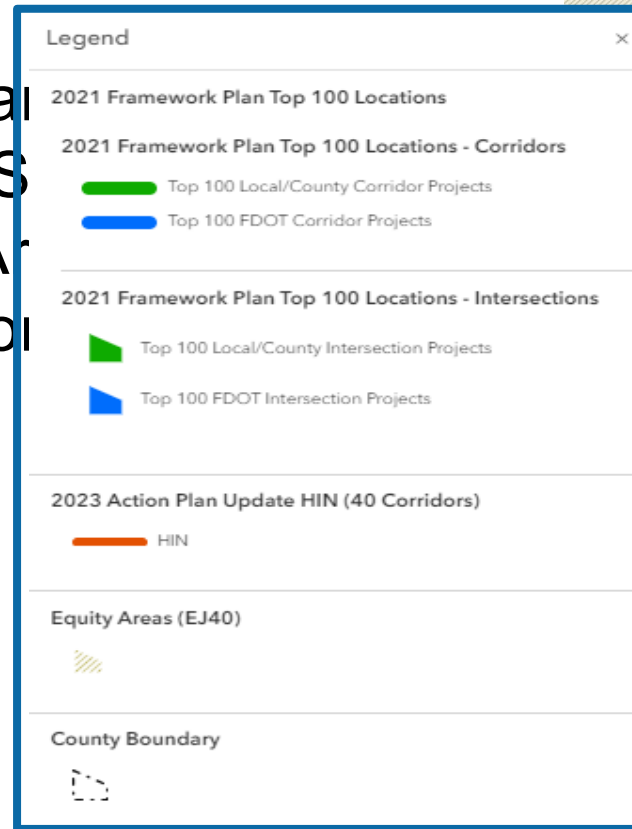 Legend ×
2021 Framework Plan Top 100 Locations
2021 Framework Plan Top 100 Locations - Corridors
Top 100 Local/County Corridor Projects
Top 100 FDOT Corridor Projects
2021 Framework Plan Top 100 Locations - Intersections
Top 100 Local/County Intersection Projects
Top 100 FDOT Intersection Projects
2023 Action Plan Update HIN (40 Corridors)
HIN
Equity Areas (EJ40)
County Boundary